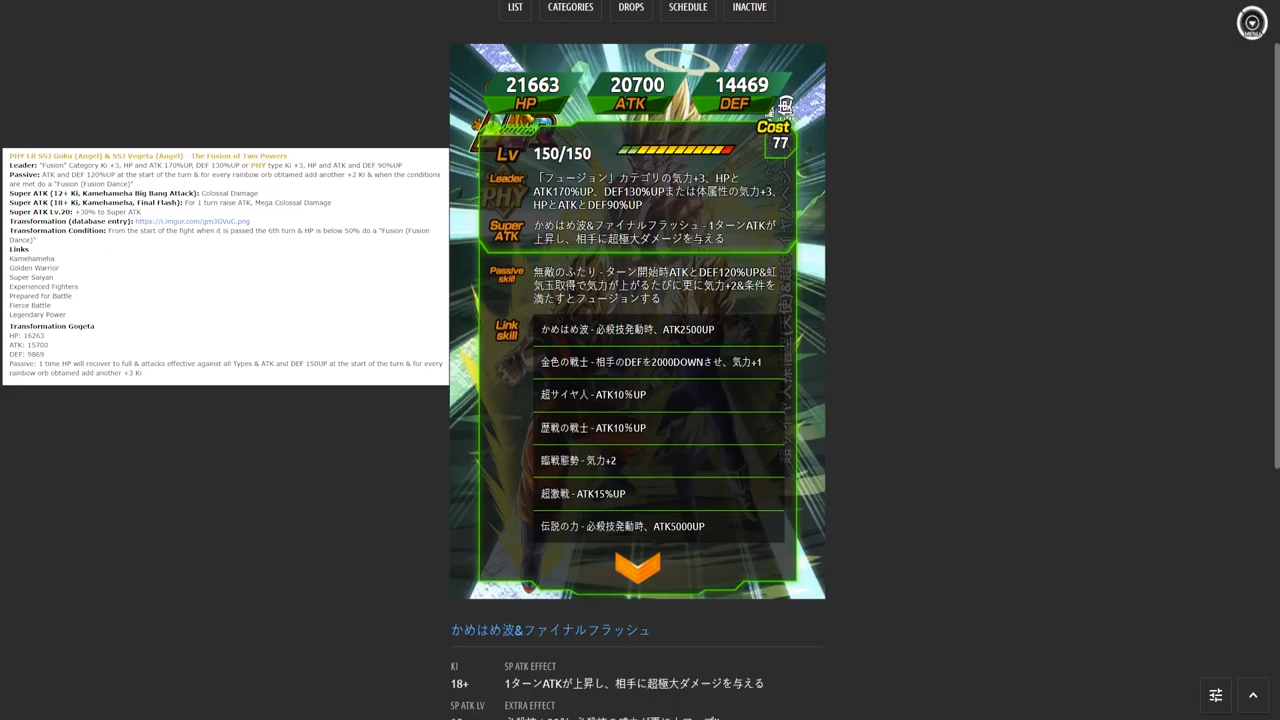 LIST
CATEGORIES
DROPS
SCHEDULE
INACTIVE
MENU
PHY LR SSJ Goku (Angel) & SSJ Vegeta (Angel) - The Fusion of Two Powers
Leader: "Fusion" Category Ki +3, HP and ATK 170%UP, DEF 130%UP or PHY type Ki +3, HP and ATK and DEF 90%UP
Passive: ATK and DEF 120%UP at the start of the turn & for every rainbow orb obtained add another +2 Ki & when the conditions
are met do a "Fusion (Fusion Dance)"
Super ATK (12+ Ki, Kamehameha Big Bang Attack): Colossal Damage
Super ATK (18+ Ki, Kamehameha, Final Flash): For 1 turn raise ATK, Mega Colossal Damage
Super ATK Lv.20: +30% to Super ATK
Transformation (database entry): https://i.imgur.com/gm3GVuC.png
Transformation Condition: From the start of the fight when it is passed the 6th turn & HP is below 50% do a "Fusion (Fusion
Dance)"
Links
Kamehameha
Golden Warrior
Super Saiyan
Experienced Fighters
Prepared for Battle
Fierce Battle
Legendary Power
Transformation Gogeta
HP: 16263
ATK: 15700
DEF: 9869
Passive: 1 time HP will recover to full & attacks effective against all Types & ATK and DEF 150UP at the start of the turn & for every
rainbow orb obtained add another +3 Ki
21663
20700
14469
HP
ATK
DEF
Cost
77
Lv
150/150
Leader
「フュージョン」カテゴリの気力+3、HPと
ATK170%UP、DEF130%UPまたは体属性の気力+3、
HPとATKとDEF90%UP
PHY
Super
ATK
かめはめ波&ファイナルフラッシュ - 1ターンATKが
上昇し、相手に超極大ダメージを与える
Passive
skill
無敵のふたり - ターン開始時ATKとDEF120%UP&虹
気玉取得で気力が上がるたびに更に気力+2&条件を
満たすとフュージョンする
Link
skill
かめはめ波 - 必殺技発動時、ATK2500UP
金色の戦士 - 相手のDEFを2000DOWNさせ、気力+1
超サイヤ人 - ATK10%UP
歴戦の戦士 - ATK10%UP
臨戦態勢 - 気力+2
超激戦 - ATK15%UP
伝説の力 - 必殺技発動時、ATK5000UP
かめはめ波&ファイナルフラッシュ
KI
SP ATK EFFECT
18+
1ターンATKが上昇し、相手に超極大ダメージを与える
SP ATK LV
EXTRA EFFECT